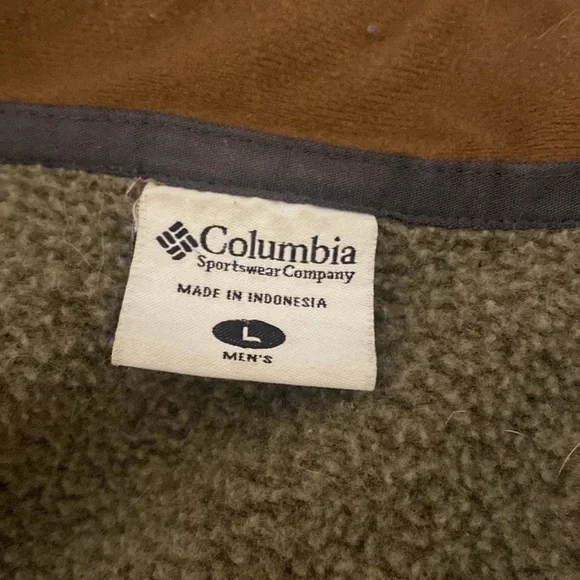 Columbia
Sportswear Company
MADE IN INDONESIA
L
MEN'S